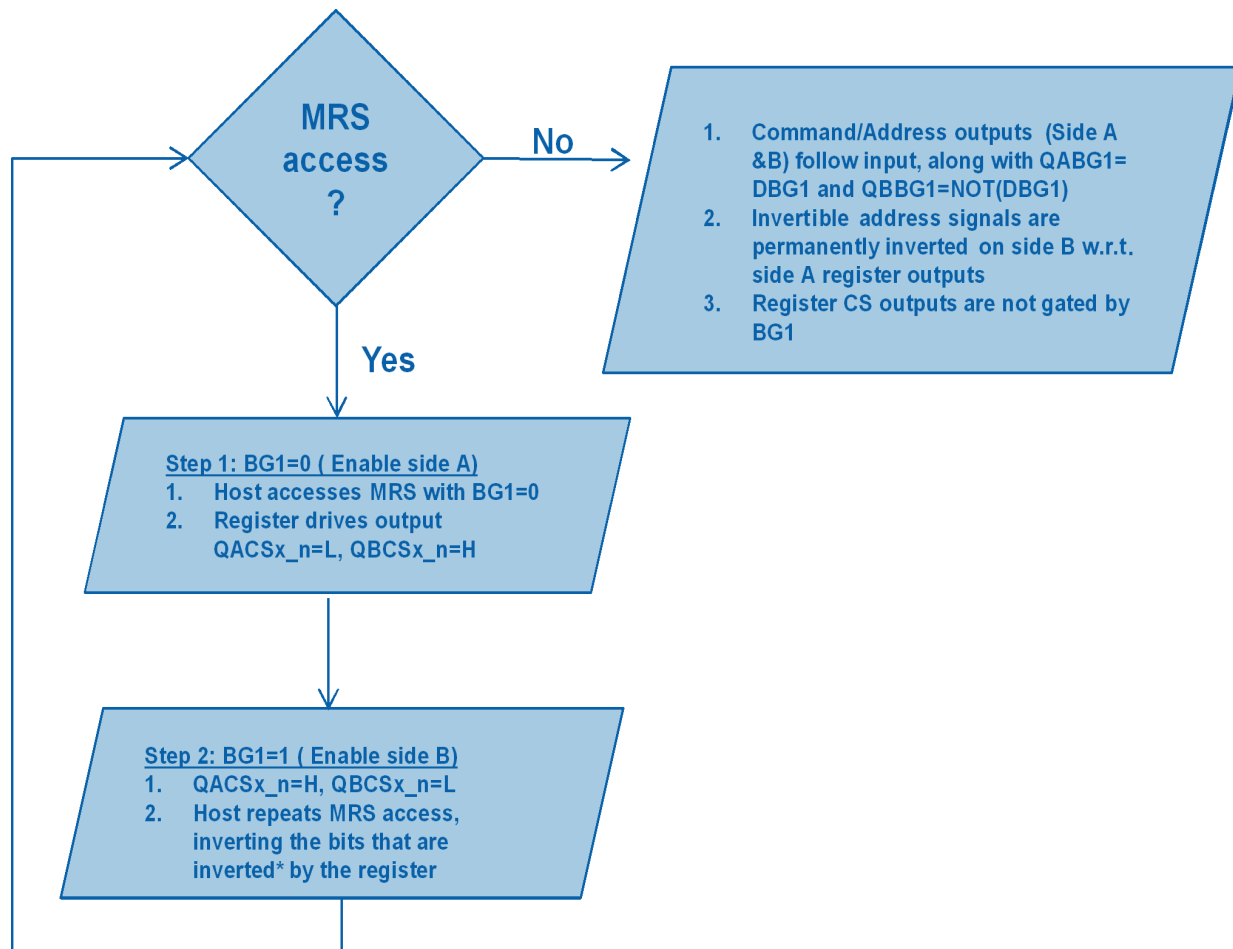 MRS
access
?
No
1. Command/Address outputs (Side A
&B) follow input, along with QABG1=
DBG1 and QBBG1=NOT(DBG1)
2. Invertible address signals are
permanently inverted on side B w.r.t.
side A register outputs
3. Register CS outputs are not gated by
BG1
Yes
Step 1: BG1=0 ( Enable side A)
1. Host accesses MRS with BG1=0
2. Register drives output
QACSx_n=L, QBCSx_n=H
Step 2: BG1=1 ( Enable side B)
1. QACSx_n=H, QBCSx_n=L
2. Host repeats MRS access,
inverting the bits that are
inverted* by the register